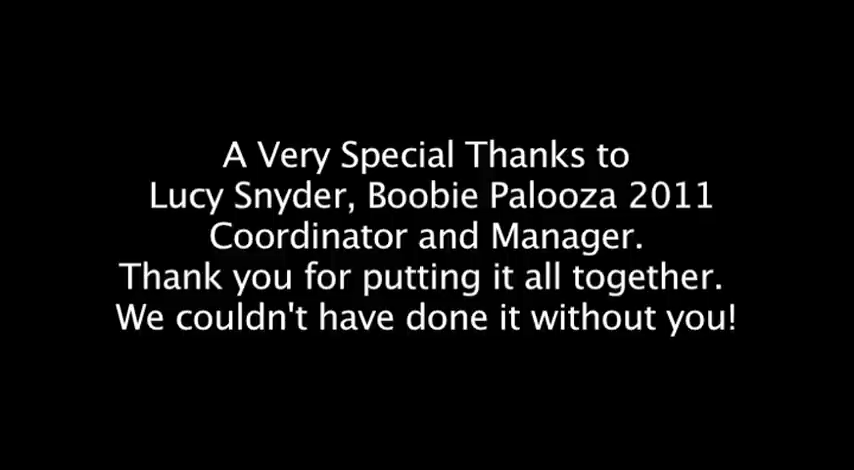 A Very Special Thanks to
Lucy Snyder, Boobie Palooza 2011
Coordinator and Manager.
Thank you for putting it all together.
We couldn't have done it without you!